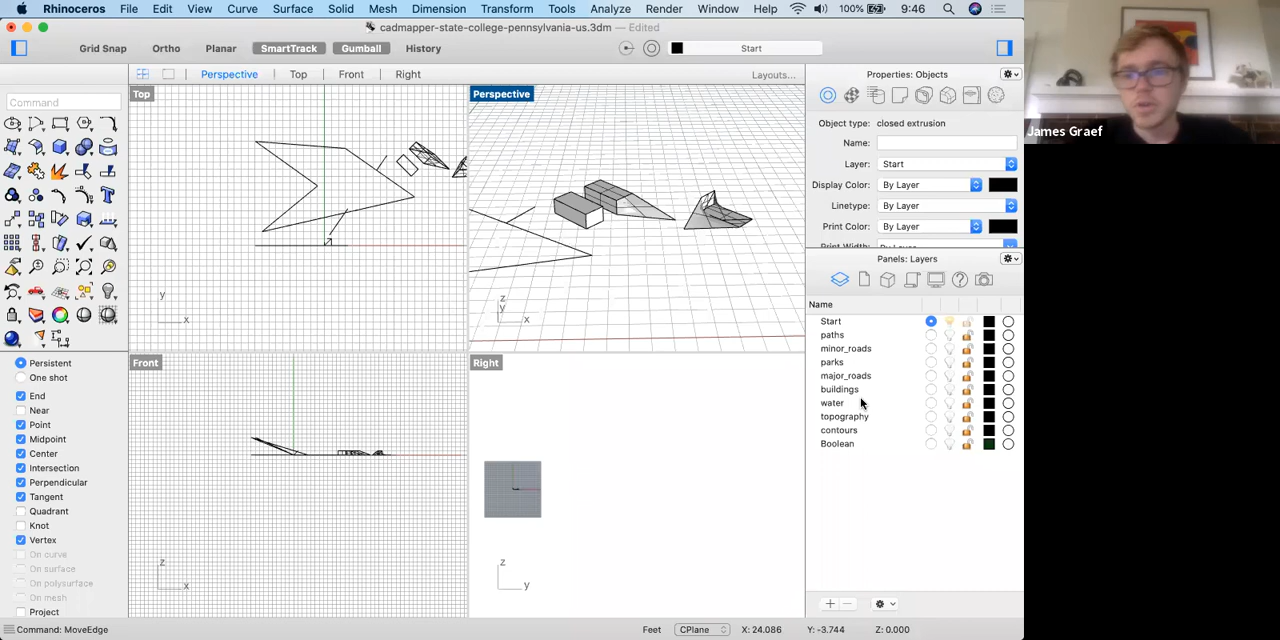 Rhinoceros File Edit View Curve Surface Solid Mesh Dimension Transform Tools Analyze Render Window Help 100% 9:46
cadmapper-state-college-pennsylvania-us.3dm — Edited
Grid Snap Ortho Planar SmartTrack Gumball History Start
Perspective Top Front Right Layouts...
Command
Persistent
One shot
End
Near
Point
Midpoint
Center
Intersection
Perpendicular
Tangent
Quadrant
Knot
Vertex
On curve
On surface
On polysurface
On mesh
Project
Top
y
x
Perspective
z
y
x
Front
z
x
Right
z
y
Properties: Objects
Object type: closed extrusion
Name:
Layer: Start
Display Color: By Layer
Linetype: By Layer
Print Color: By Layer
Panels: Layers
Name
Start
paths
minor_roads
parks
major_roads
buildings
water
topography
contours
Boolean
James Graef
Command: MoveEdge Feet CPlane X: 24.086 Y: -3.744 Z: 0.000